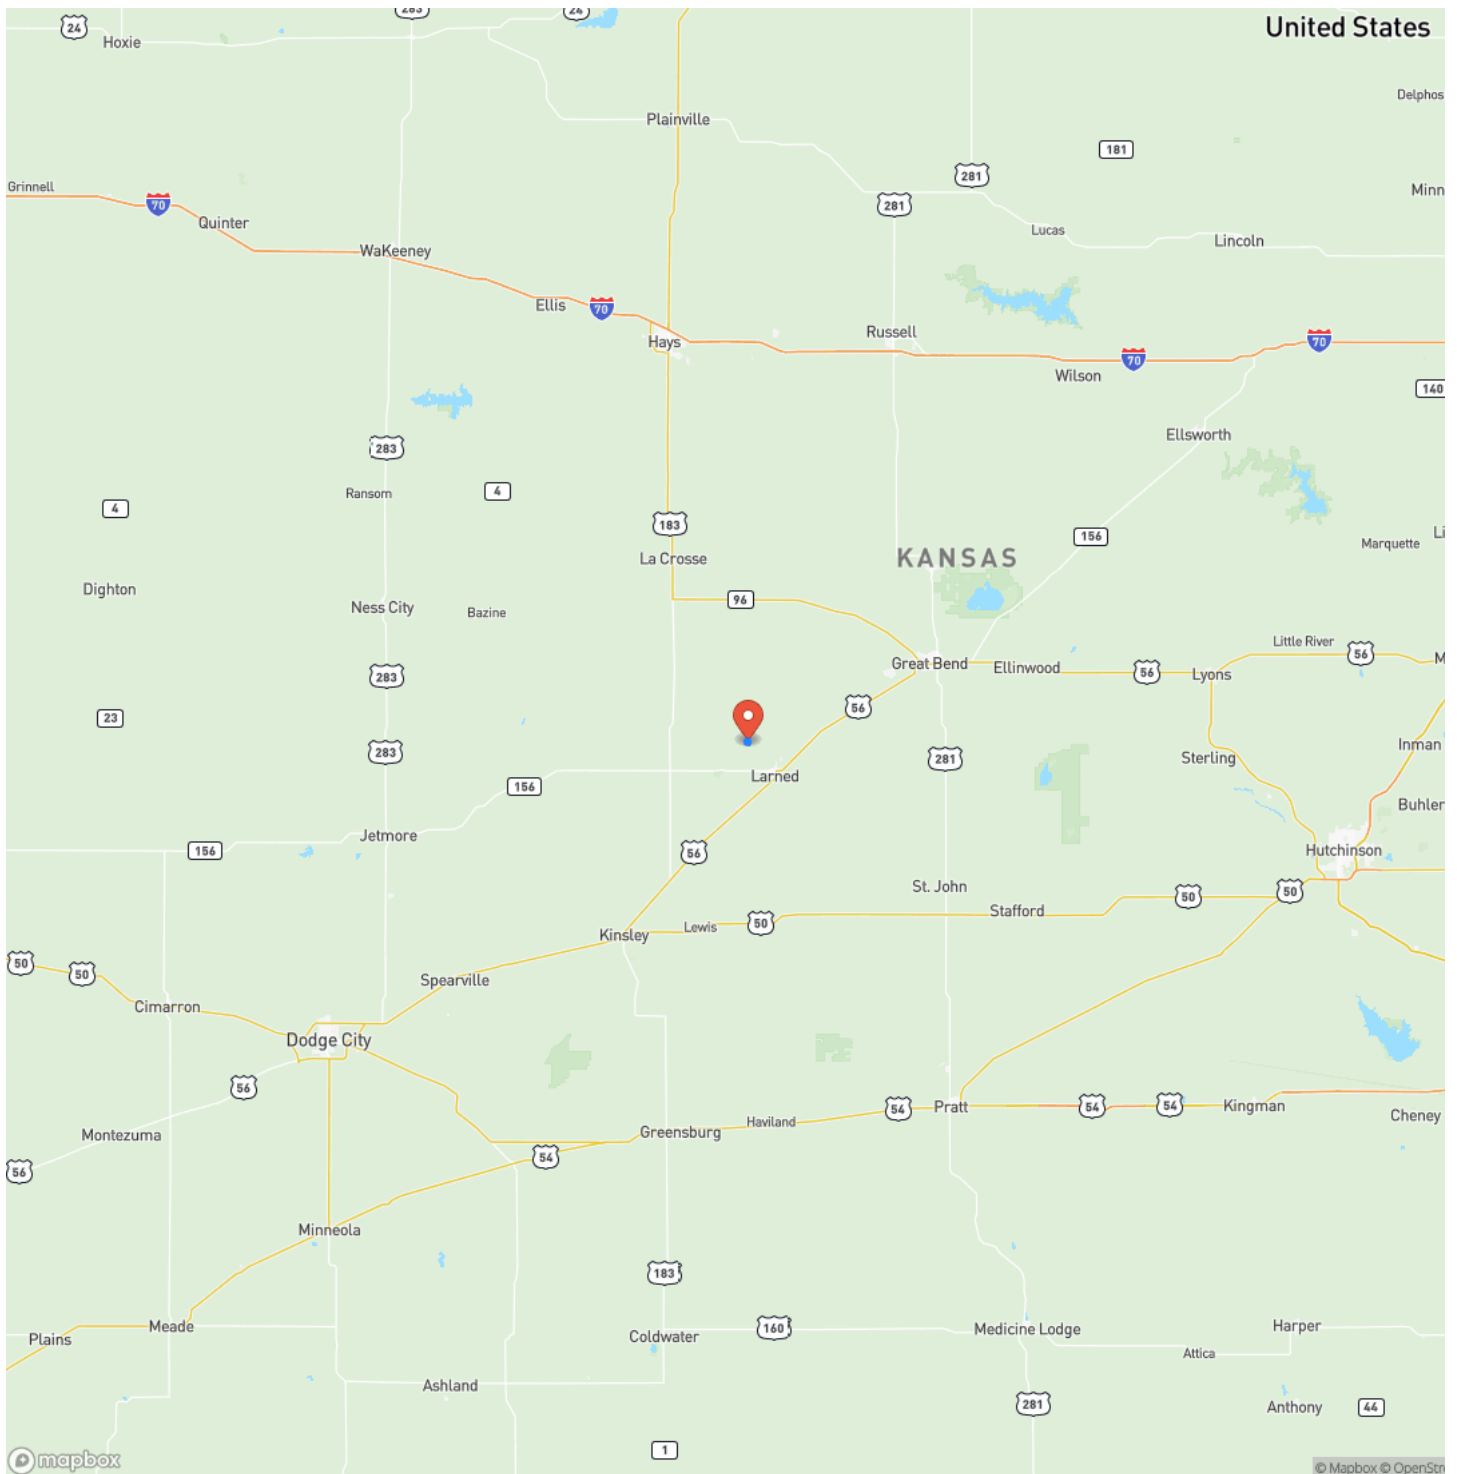 283
24
United States
24
Hoxie
Delphos
Plainville
181
281
Grinnell
Minn
70
281
Quinter
Lucas
Lincoln
WaKeeney
Ellis
70
Russell
Hays
70
70
Wilson
140
Ellsworth
283
Ransom
4
4
183
156
Li
Marquette
KANSAS
La Crosse
Dighton
96
Ness City
Bazine
Little River
56
Great Bend
Ellinwood
M
56
Lyons
283
56
23
Inman
283
281
Sterling
Larned
156
Buhler
Jetmore
156
56
Hutchinson
St. John
50
50
Stafford
Lewis
50
Kinsley
50
50
Spearville
Cimarron
Dodge City
56
54
Pratt
54
54
Kingman
Cheney
Haviland
Greensburg
Montezuma
54
56
Minneola
183
Meade
160
Medicine Lodge
Harper
Plains
Coldwater
Attica
Ashland
281
Anthony
44
1
mapbox
© Mapbox © OpenStre